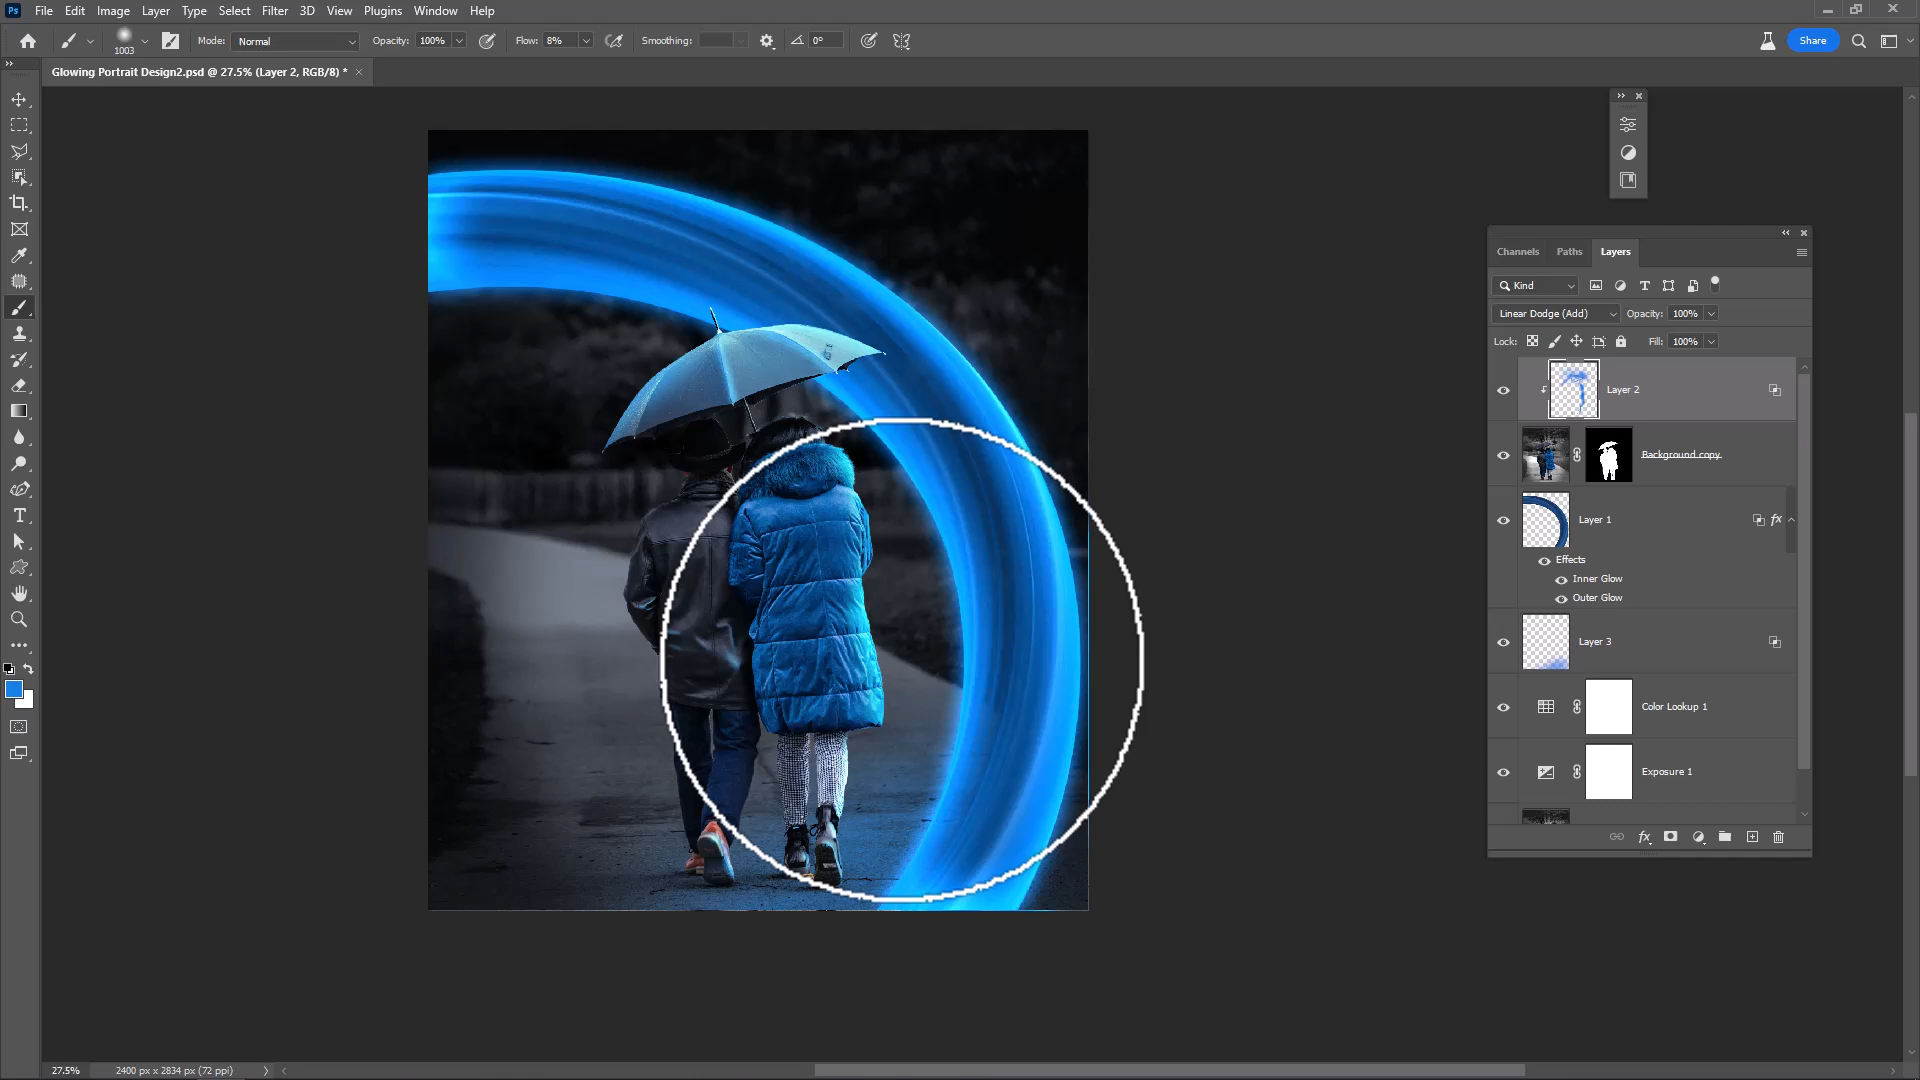 Ps File Edit Image Layer Type Select Filter 3D View Plugins Window Help
1003 Mode: Normal Opacity: 100% Flow: 8% Smoothing: 0° Share
Glowing Portrait Design2.psd @ 27.5% (Layer 2, RGB/8) *
Channels Paths Layers
Kind
Linear Dodge (Add) Opacity: 100%
Lock: Fill: 100%
Layer 2
Background copy
Layer 1 fx
Effects
Inner Glow
Outer Glow
Layer 3
Color Lookup 1
Exposure 1
fx
27.5% 2400 px x 2834 px (72 ppi)